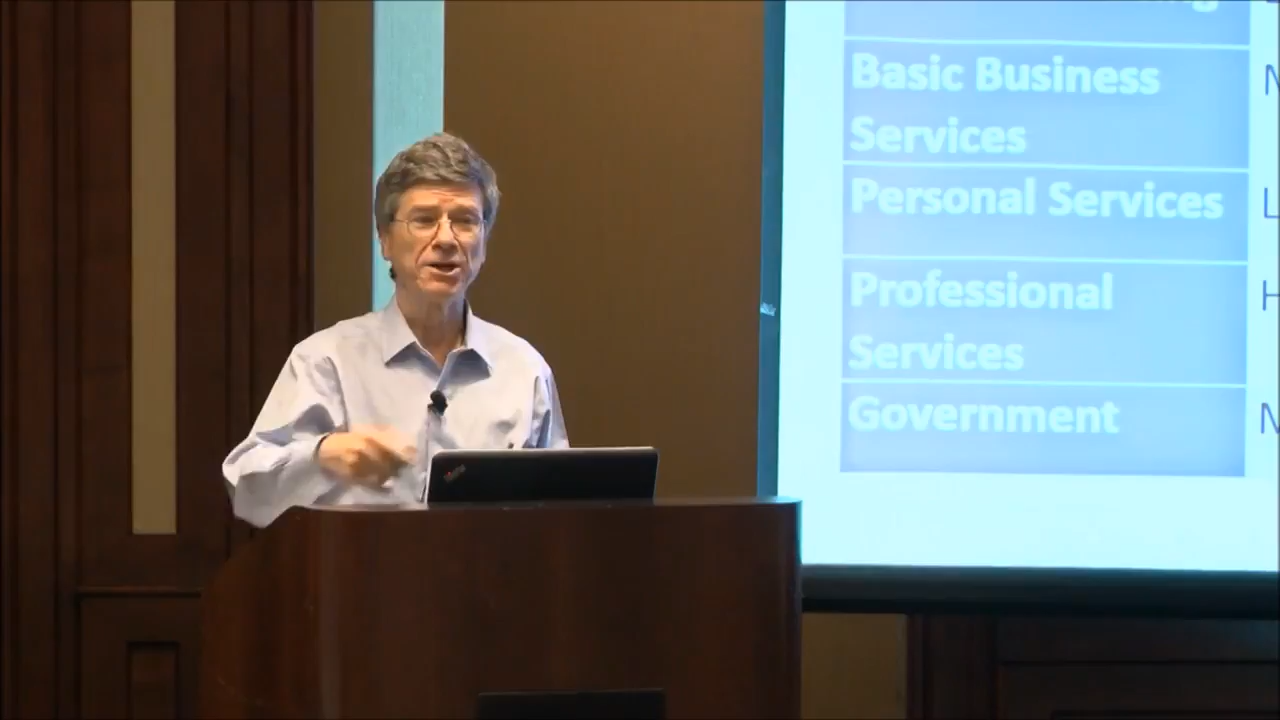 Basic Business
Services
Personal Services
Professional
Services
Government